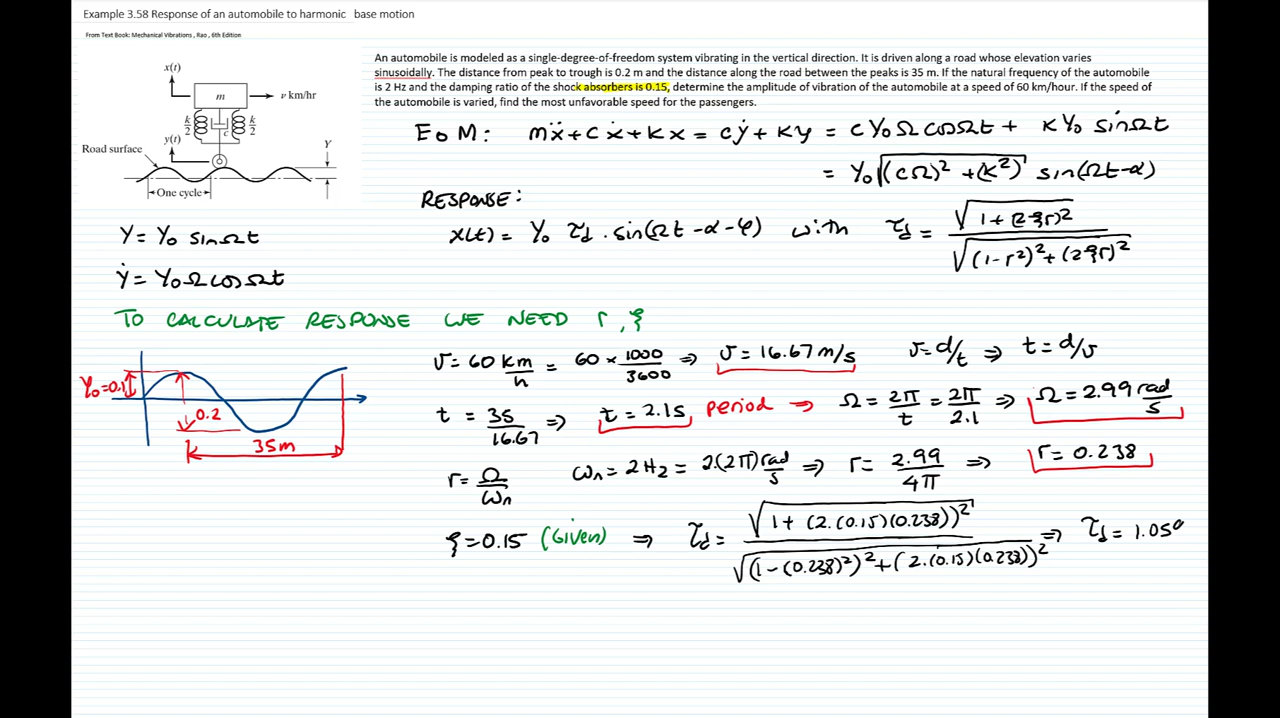 Example 3.58 Response of an automobile to harmonic base motion
From Text Book: Mechanical Vibrations , Rao , 6th Edition
An automobile is modeled as a single-degree-of-freedom system vibrating in the vertical direction. It is driven along a road whose elevation varies
sinusoidally. The distance from peak to trough is 0.2 m and the distance along the road between the peaks is 35 m. If the natural frequency of the automobile
is 2 Hz and the damping ratio of the shock absorbers is 0.15, determine the amplitude of vibration of the automobile at a speed of 60 km/hour. If the speed of
the automobile is varied, find the most unfavorable speed for the passengers.
x(t)
m
v km/hr
k/2
c
k/2
y(t)
Y
Road surface
One cycle
EoM: mẍ + cẋ + kx = cẏ + ky = cY₀Ω cosΩt + kY₀ sinΩt
= Y₀√((cΩ)² + (k²)) sin(Ωt-α)
RESPONSE:
Y = Y₀ sinΩt
x(t) = Y₀ τd . sin(Ωt - α - φ) with τd = √(1+(2ξr)²) / √((1-r²)² + (2ξr)²)
Ẏ = Y₀Ω cosΩt
TO CALCULATE RESPONSE WE NEED r, ξ
Y₀=0.1
0.2
35m
v = 60 km/h = 60 × 1000/3600 ⇒ v = 16.67 m/s v = d/t ⇒ t = d/v
t = 35/16.67 ⇒ t = 2.1s period ⇒ Ω = 2π/t = 2π/2.1 ⇒ Ω = 2.99 rad/s
r = Ω/ωn ωn = 2Hz = 2.(2π) rad/s ⇒ r = 2.99/4π ⇒ r = 0.238
ξ = 0.15 (Given) ⇒ τd = √(1 + (2.(0.15)(0.238))²) / √((1-(0.238)²)² + (2.(0.15)(0.238))²) ⇒ τd = 1.05